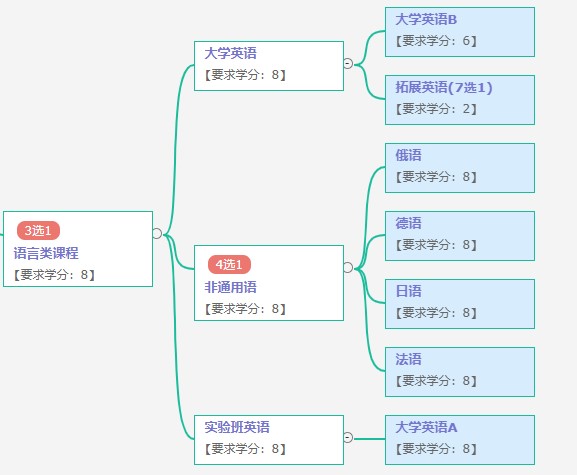 3选1
语言类课程
【要求学分：8】
大学英语
【要求学分：8】
大学英语B
【要求学分：6】
拓展英语(7选1)
【要求学分：2】
4选1
非通用语
【要求学分：8】
俄语
【要求学分：8】
德语
【要求学分：8】
日语
【要求学分：8】
法语
【要求学分：8】
实验班英语
【要求学分：8】
大学英语A
【要求学分：8】